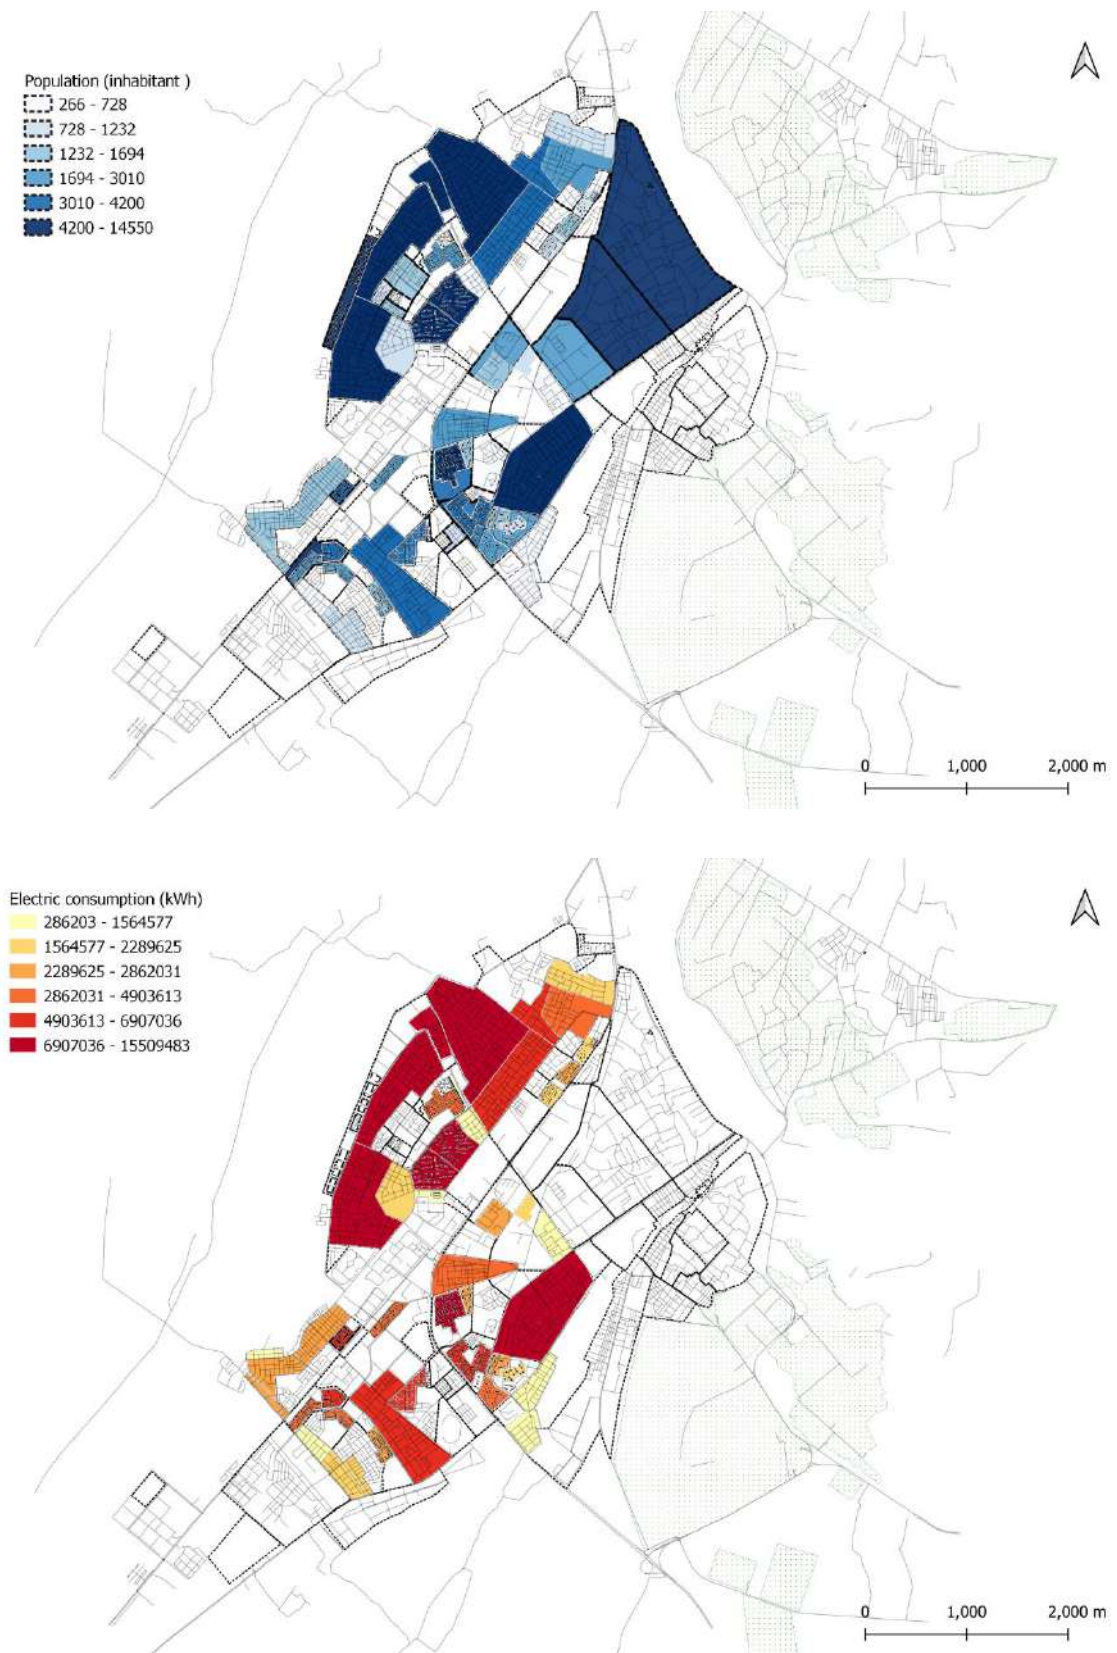 Population (inhabitant )
266 - 728
728 - 1232
1232 - 1694
1694 - 3010
3010 - 4200
4200 - 14550
0 1,000 2,000 m
Electric consumption (kWh)
286203 - 1564577
1564577 - 2289625
2289625 - 2862031
2862031 - 4903613
4903613 - 6907036
6907036 - 15509483
0 1,000 2,000 m